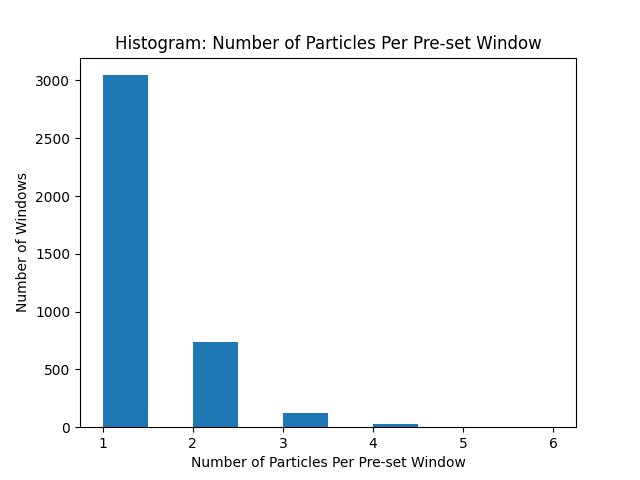 Histogram: Number of Particles Per Pre-set Window
Number of Windows
3000
2500
2000
1500
1000
500
0
1 2 3 4 5 6
Number of Particles Per Pre-set Window